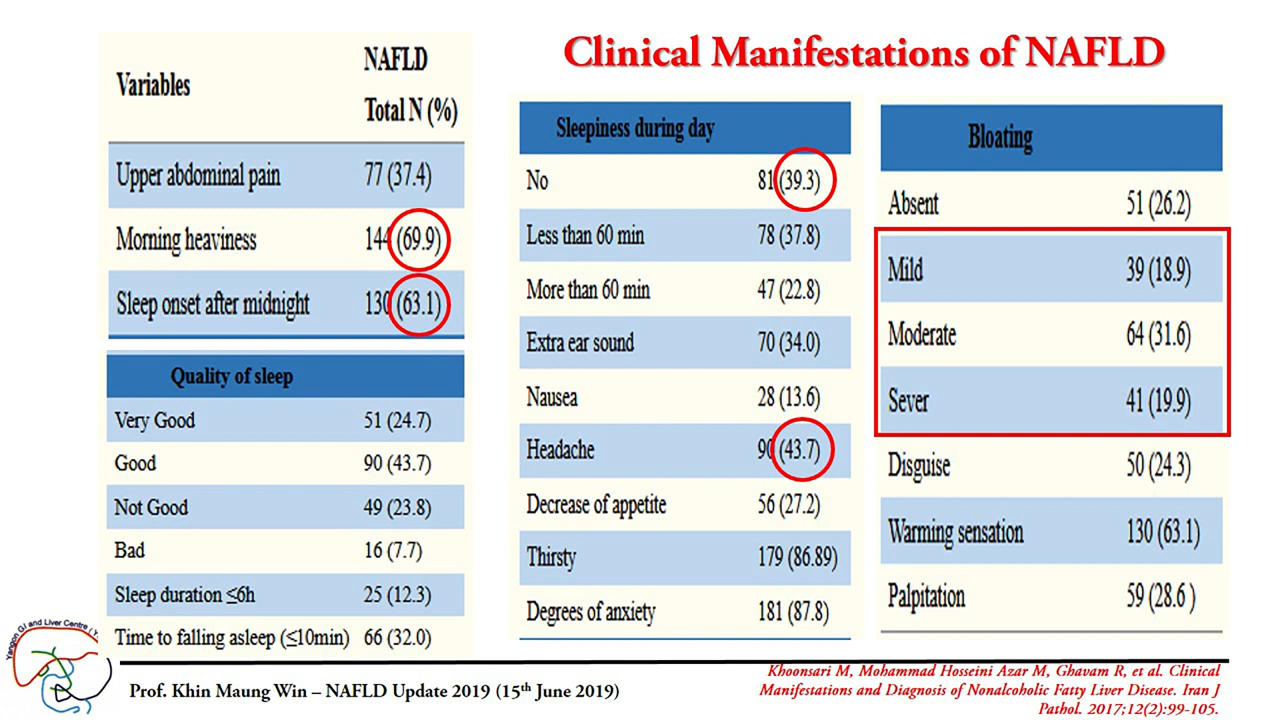 Clinical Manifestations of NAFLD
Variables
NAFLD
Total N (%)
Upper abdominal pain 77 (37.4)
Morning heaviness 144 (69.9)
Sleep onset after midnight 130 (63.1)
Quality of sleep
Very Good 51 (24.7)
Good 90 (43.7)
Not Good 49 (23.8)
Bad 16 (7.7)
Sleep duration ≤6h 25 (12.3)
Time to falling asleep (≤10min) 66 (32.0)
Sleepiness during day
No 81 (39.3)
Less than 60 min 78 (37.8)
More than 60 min 47 (22.8)
Extra ear sound 70 (34.0)
Nausea 28 (13.6)
Headache 90 (43.7)
Decrease of appetite 56 (27.2)
Thirsty 179 (86.89)
Degrees of anxiety 181 (87.8)
Bloating
Absent 51 (26.2)
Mild 39 (18.9)
Moderate 64 (31.6)
Sever 41 (19.9)
Disguise 50 (24.3)
Warming sensation 130 (63.1)
Palpitation 59 (28.6 )
Yangon GI and Liver Centre /
Prof. Khin Maung Win – NAFLD Update 2019 (15th June 2019)
Khoonsari M, Mohammad Hosseini Azar M, Ghavam R, et al. Clinical
Manifestations and Diagnosis of Nonalcoholic Fatty Liver Disease. Iran J
Pathol. 2017;12(2):99-105.